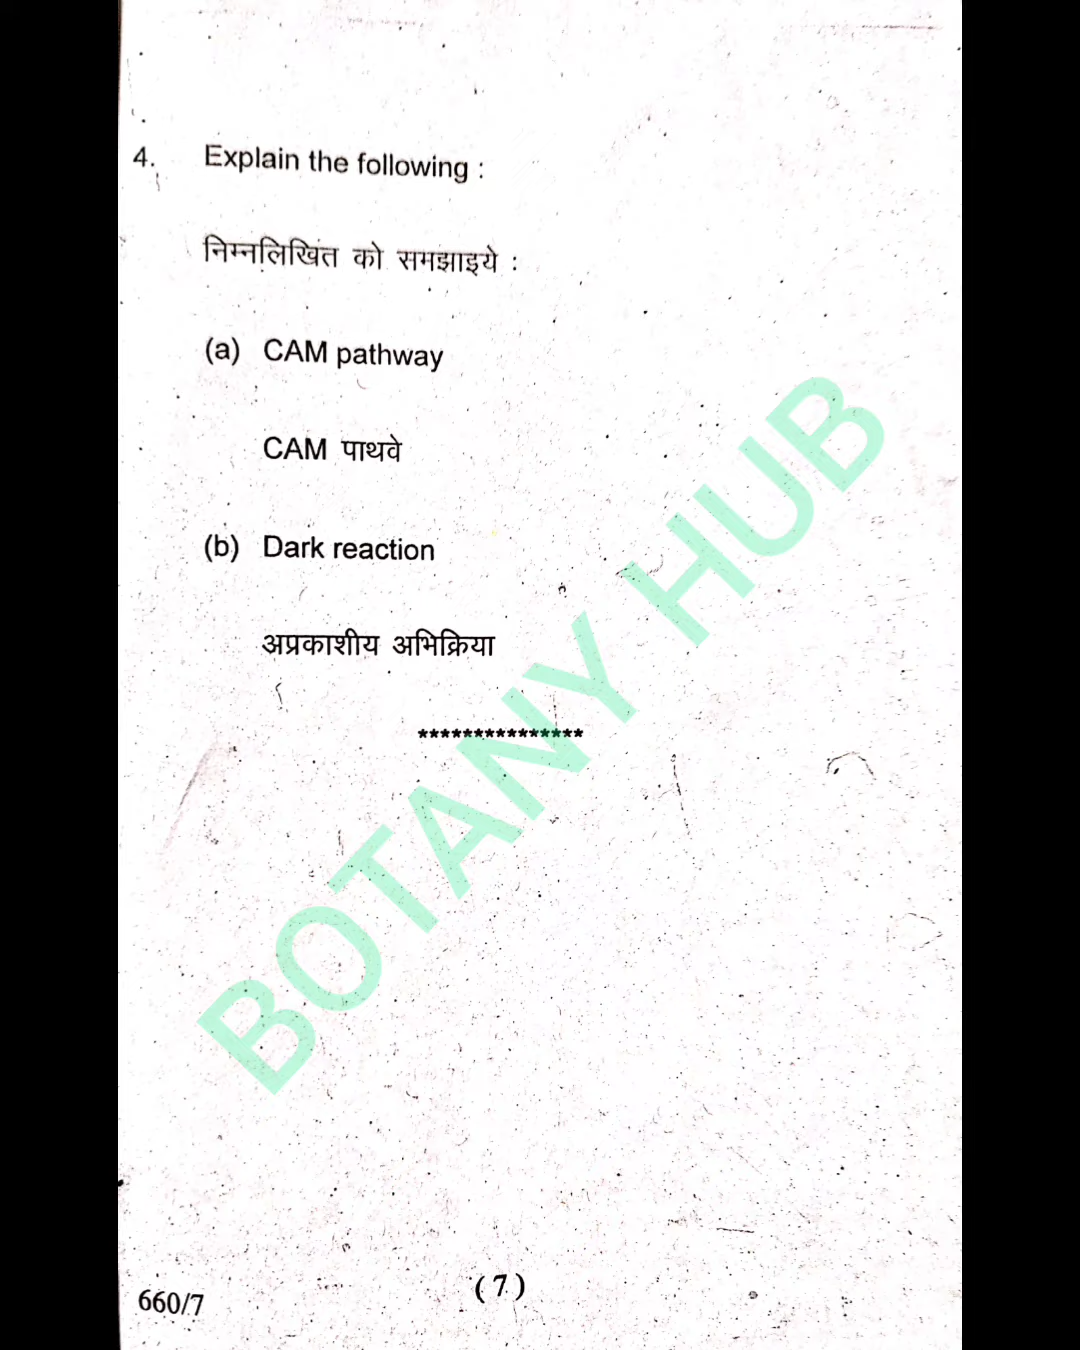 4. Explain the following :
निम्नलिखित को समझाइये :
(a) CAM pathway
CAM पाथवे
(b) Dark reaction
अप्रकाशीय अभिक्रिया
***************
BOTANY HUB
660/7
(7)